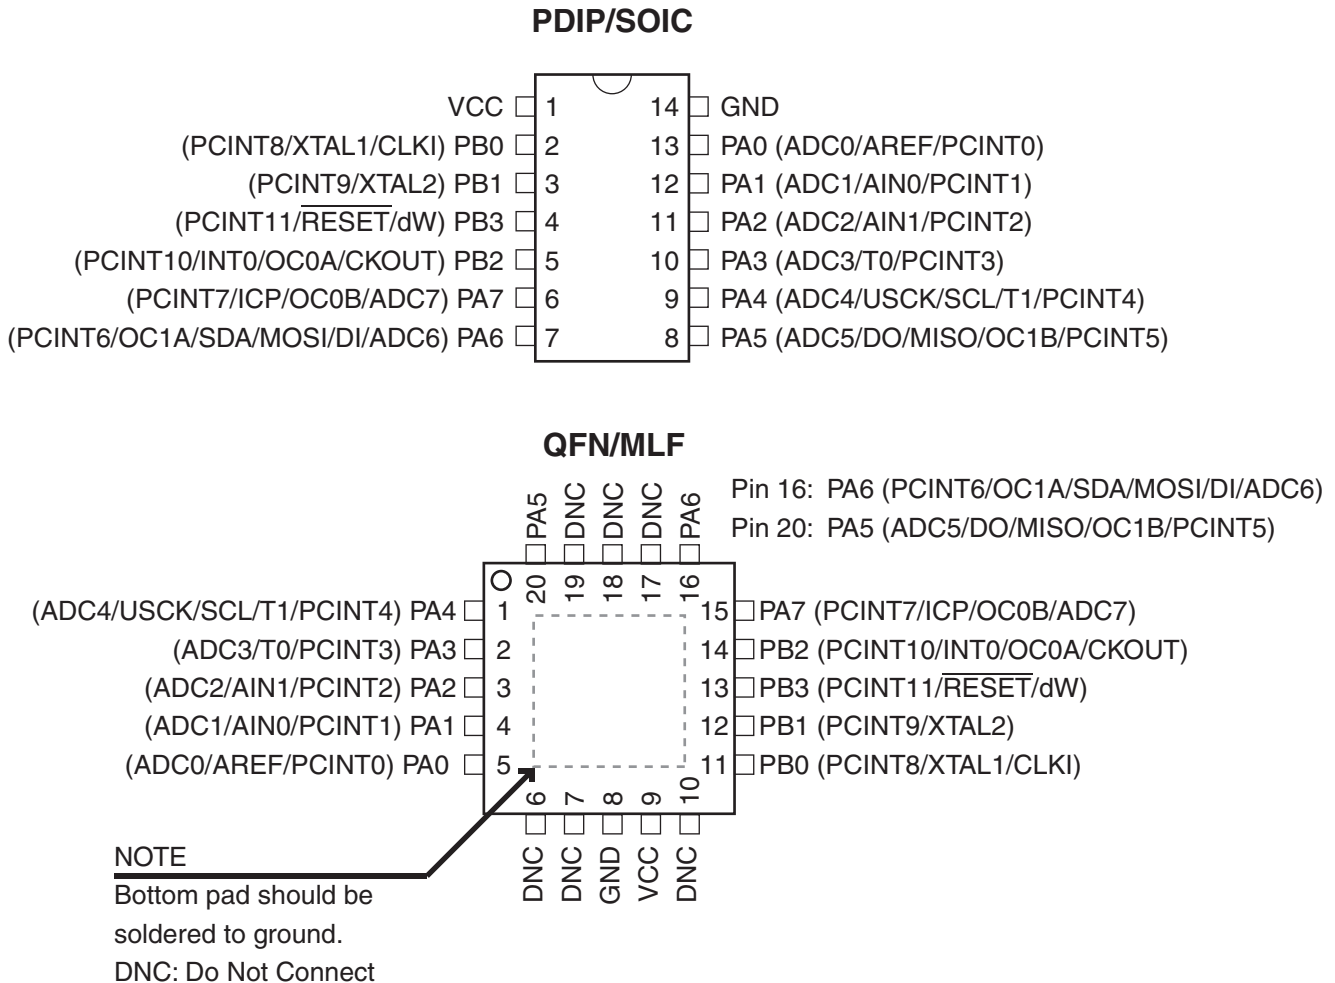 PDIP/SOIC
VCC 1 14 GND
(PCINT8/XTAL1/CLKI) PB0 2 13 PA0 (ADC0/AREF/PCINT0)
(PCINT9/XTAL2) PB1 3 12 PA1 (ADC1/AIN0/PCINT1)
(PCINT11/RESET/dW) PB3 4 11 PA2 (ADC2/AIN1/PCINT2)
(PCINT10/INT0/OC0A/CKOUT) PB2 5 10 PA3 (ADC3/T0/PCINT3)
(PCINT7/ICP/OC0B/ADC7) PA7 6 9 PA4 (ADC4/USCK/SCL/T1/PCINT4)
(PCINT6/OC1A/SDA/MOSI/DI/ADC6) PA6 7 8 PA5 (ADC5/DO/MISO/OC1B/PCINT5)
QFN/MLF
Pin 16: PA6 (PCINT6/OC1A/SDA/MOSI/DI/ADC6)
Pin 20: PA5 (ADC5/DO/MISO/OC1B/PCINT5)
PA5 DNC DNC DNC PA6
20 19 18 17 16
(ADC4/USCK/SCL/T1/PCINT4) PA4 1 15 PA7 (PCINT7/ICP/OC0B/ADC7)
(ADC3/T0/PCINT3) PA3 2 14 PB2 (PCINT10/INT0/OC0A/CKOUT)
(ADC2/AIN1/PCINT2) PA2 3 13 PB3 (PCINT11/RESET/dW)
(ADC1/AIN0/PCINT1) PA1 4 12 PB1 (PCINT9/XTAL2)
(ADC0/AREF/PCINT0) PA0 5 11 PB0 (PCINT8/XTAL1/CLKI)
6 7 8 9 10
DNC DNC GND VCC DNC
NOTE
Bottom pad should be
soldered to ground.
DNC: Do Not Connect